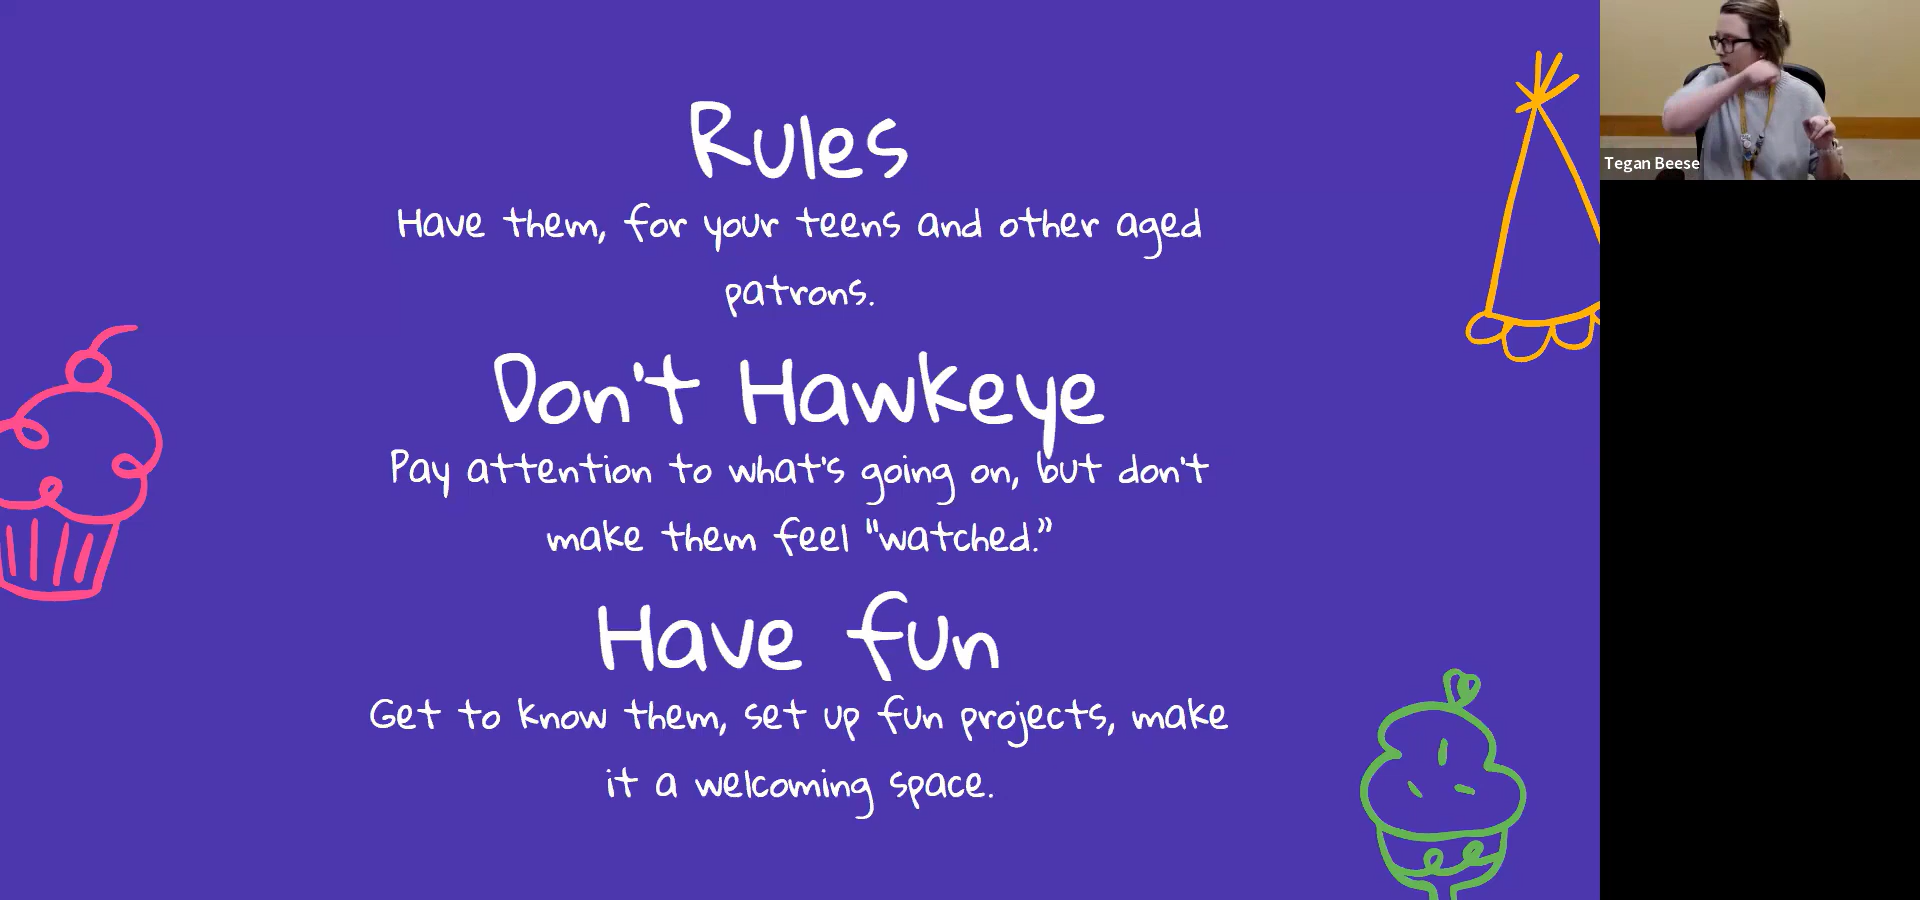 Rules
Have them, for your teens and other aged
patrons.
Don't Hawkeye
Pay attention to what's going on, but don't
make them feel "watched."
Have fun
Get to know them, set up fun projects, make
it a welcoming space.
Tegan Beese